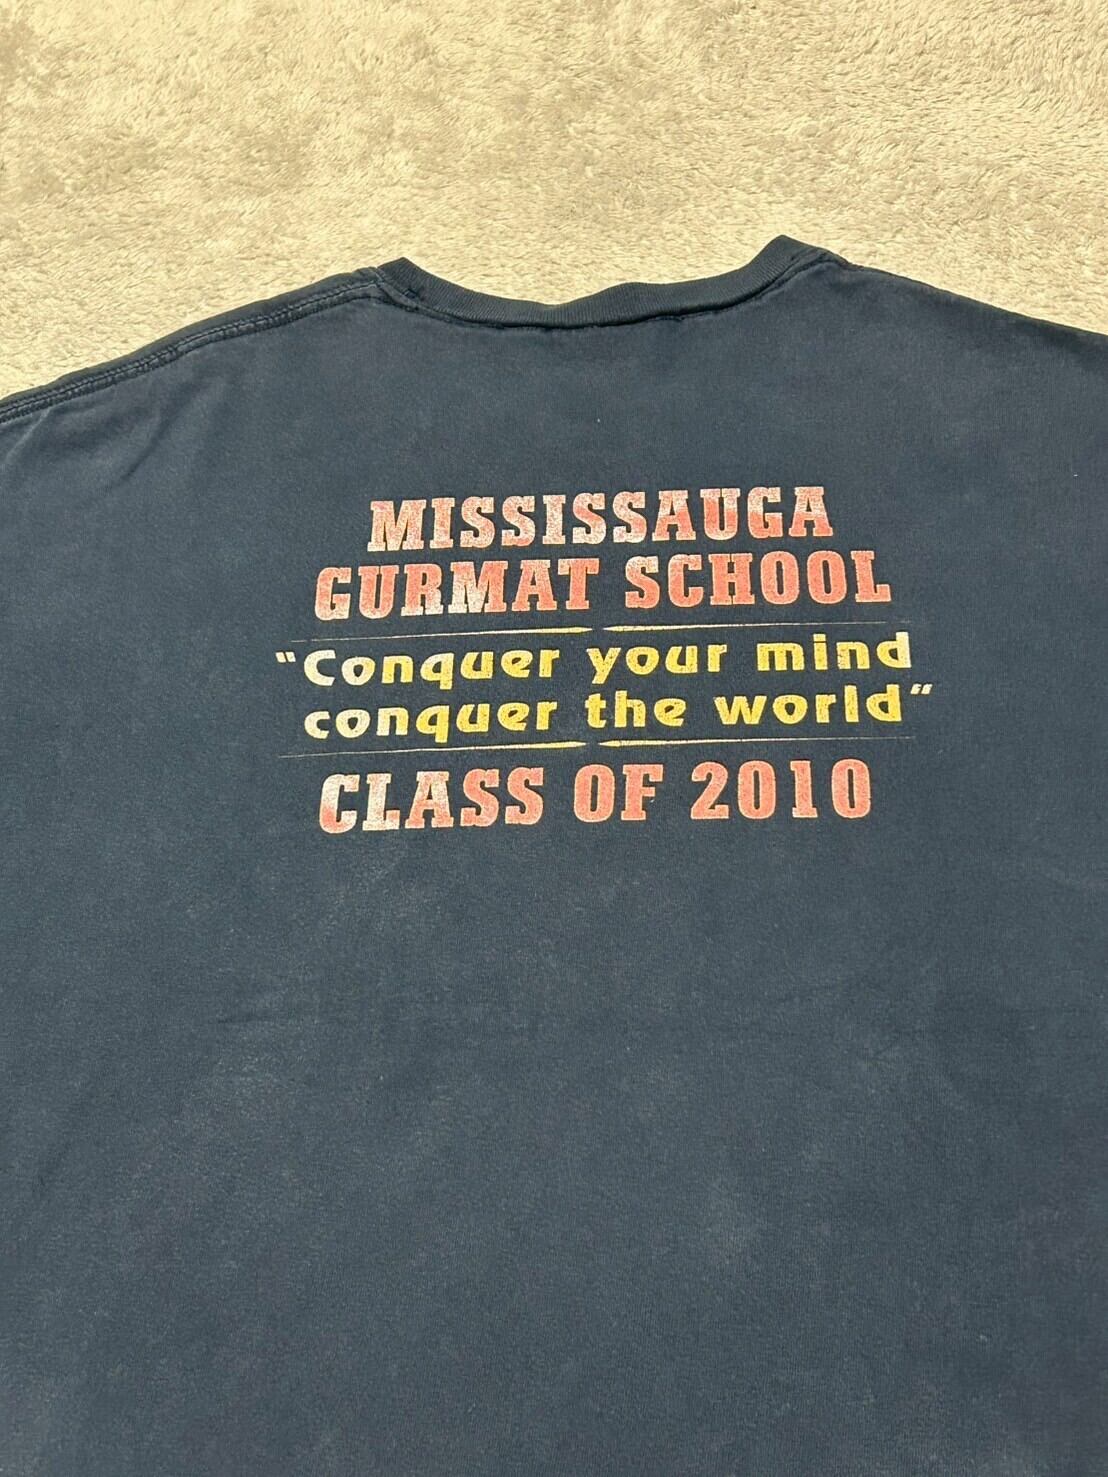 MISSISSAUGA
GURMAT SCHOOL
"Conquer your mind
conquer the world"
CLASS OF 2010